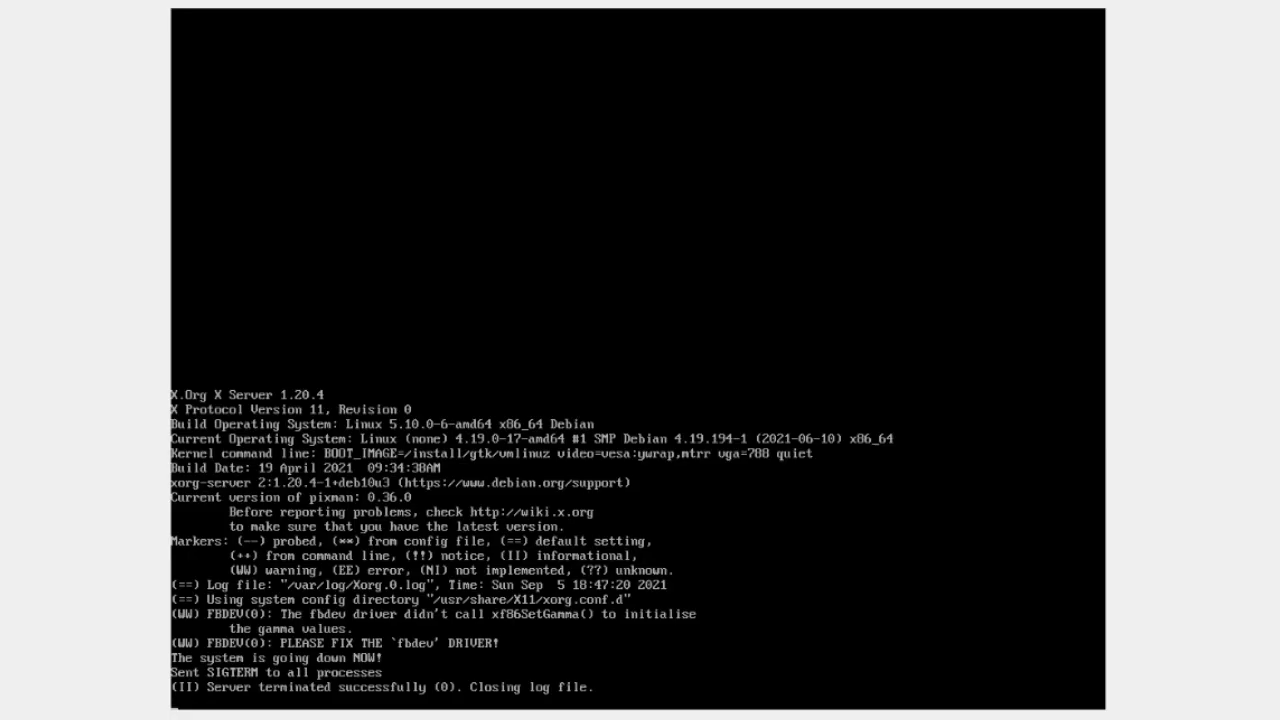 X.Org X Server 1.20.4
X Protocol Version 11, Revision 0
Build Operating System: Linux 5.10.0-6-amd64 x86_64 Debian
Current Operating System: Linux (none) 4.19.0-17-amd64 #1 SMP Debian 4.19.194-1 (2021-06-10) x86_64
Kernel command line: BOOT_IMAGE=/install/gtk/vmlinuz video=vesa:ywrap,mtrr vga=788 quiet
Build Date: 19 April 2021  09:34:38AM
xorg-server 2:1.20.4-1+deb10u3 (https://www.debian.org/support)
Current version of pixman: 0.36.0
Before reporting problems, check http://wiki.x.org
to make sure that you have the latest version.
Markers: (--) probed, (**) from config file, (==) default setting,
(++) from command line, (!!) notice, (II) informational,
(WW) warning, (EE) error, (NI) not implemented, (??) unknown.
(==) Log file: "/var/log/Xorg.0.log", Time: Sun Sep  5 18:47:20 2021
(==) Using system config directory "/usr/share/X11/xorg.conf.d"
(WW) FBDEV(0): The fbdev driver didn't call xf86SetGamma() to initialise
the gamma values.
(WW) FBDEV(0): PLEASE FIX THE `fbdev' DRIVER!
The system is going down NOW!
Sent SIGTERM to all processes
(II) Server terminated successfully (0). Closing log file.